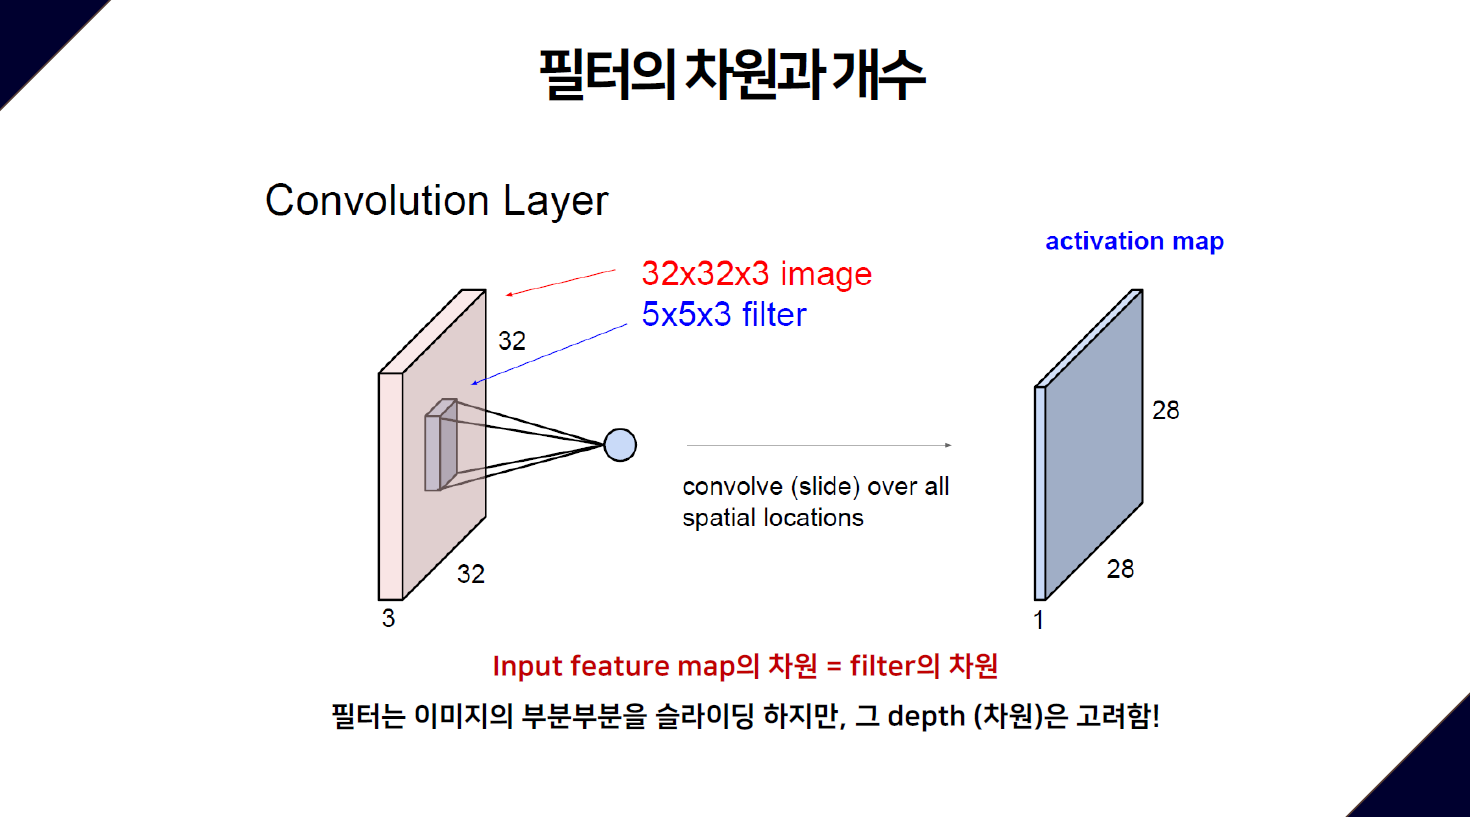 필터의 차원과 개수
Convolution Layer
activation map
32x32x3 image
5x5x3 filter
32
28
convolve (slide) over all
spatial locations
32
28
3
1
Input feature map의 차원 = filter의 차원
필터는 이미지의 부분부분을 슬라이딩 하지만, 그 depth (차원)은 고려함!